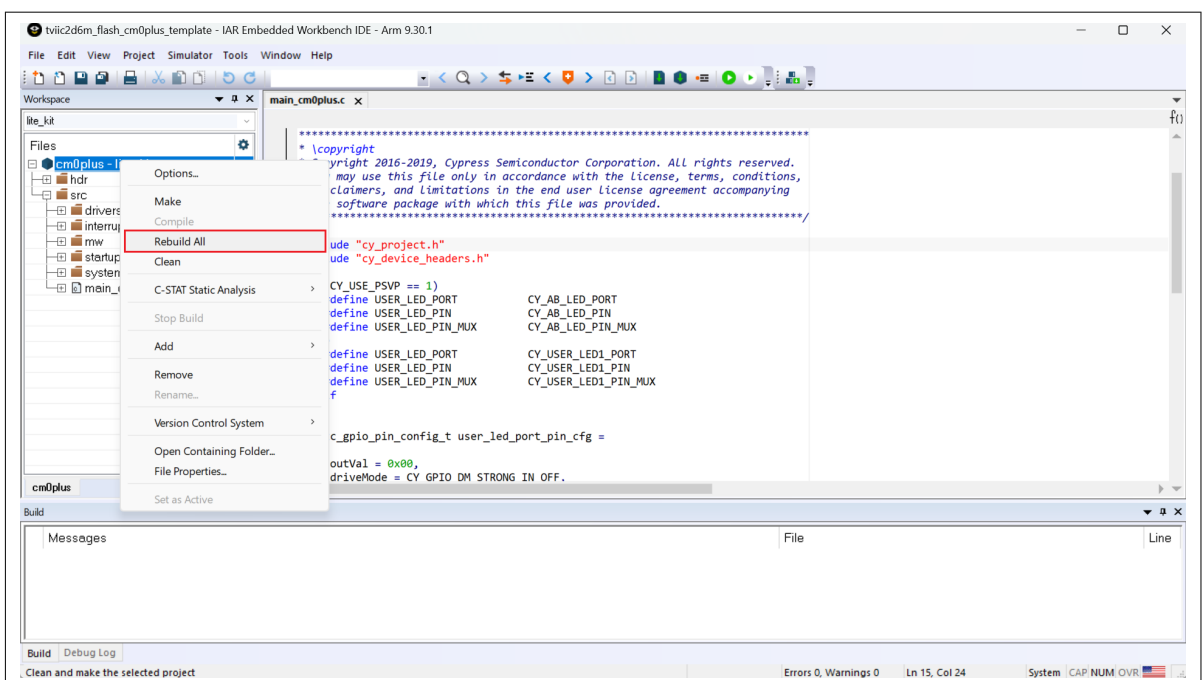 tviic2d6m_flash_cm0plus_template - IAR Embedded Workbench IDE - Arm 9.30.1
File Edit View Project Simulator Tools Window Help
Workspace
main_cm0plus.c
lite_kit
Files
cm0plus - l
hdr
src
drivers
interrup
mw
startup
system
main_
cm0plus
Options...
Make
Compile
Rebuild All
Clean
C-STAT Static Analysis
Stop Build
Add
Remove
Rename...
Version Control System
Open Containing Folder...
File Properties...
Set as Active
f()
********************************************************************************
* \copyright
yright 2016-2019, Cypress Semiconductor Corporation. All rights reserved.
may use this file only in accordance with the license, terms, conditions,
claimers, and limitations in the end user license agreement accompanying
software package with which this file was provided.
**************************************************************************/
ude "cy_project.h"
ude "cy_device_headers.h"
CY_USE_PSVP == 1)
define USER_LED_PORT CY_AB_LED_PORT
define USER_LED_PIN CY_AB_LED_PIN
define USER_LED_PIN_MUX CY_AB_LED_PIN_MUX
define USER_LED_PORT CY_USER_LED1_PORT
define USER_LED_PIN CY_USER_LED1_PIN
define USER_LED_PIN_MUX CY_USER_LED1_PIN_MUX
f
c_gpio_pin_config_t user_led_port_pin_cfg =
outVal = 0x00,
driveMode = CY_GPIO_DM_STRONG_IN_OFF,
Build
Messages File Line
Build Debug Log
Clean and make the selected project Errors 0, Warnings 0 Ln 15, Col 24 System CAP NUM OVR